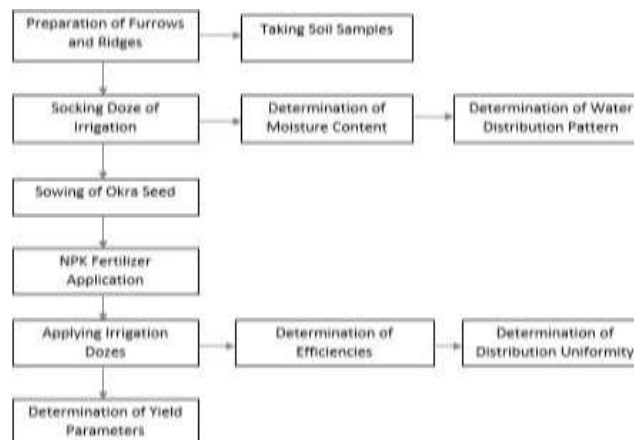 Preparation of Furrows
and Ridges
Taking Soil Samples
Socking Doze of
Irrigation
Determination of
Moisture Content
Determination of Water
Distribution Pattern
Sowing of Okra Seed
NPK Fertilizer
Application
Applying Irrigation
Dozes
Determination of
Efficiencies
Determination of
Distribution Uniformity
Determination of Yield
Parameters